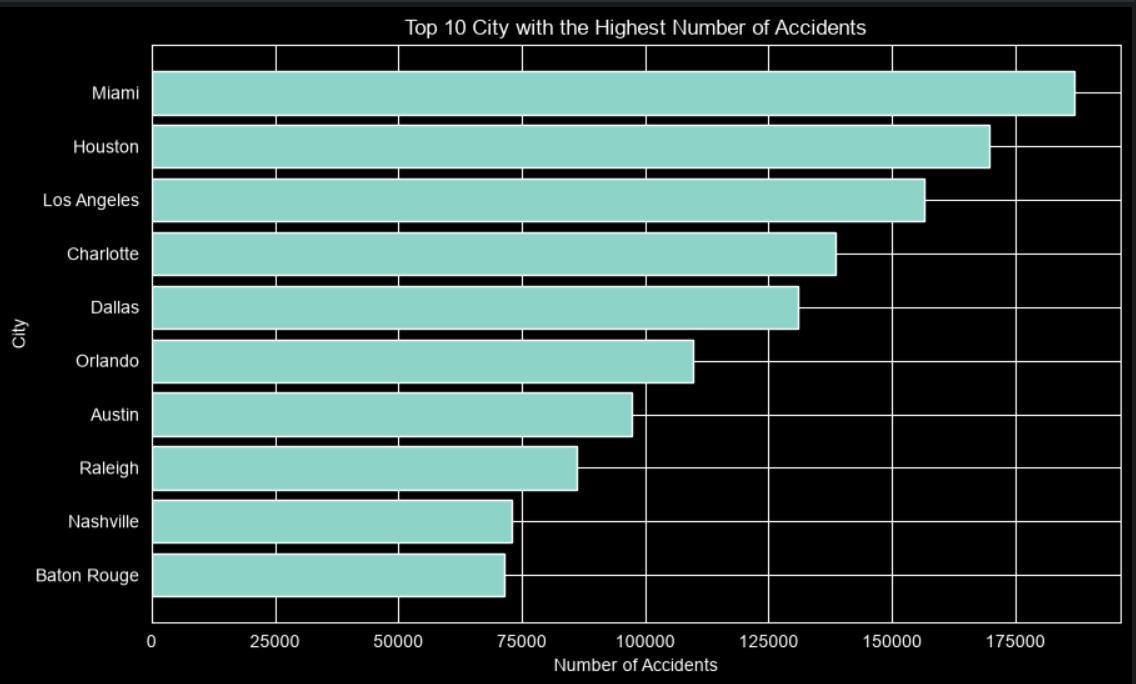 Top 10 City with the Highest Number of Accidents
Miami
Houston
Los Angeles
Charlotte
Dallas
City
Orlando
Austin
Raleigh
Nashville
Baton Rouge
0 25000 50000 75000 100000 125000 150000 175000
Number of Accidents